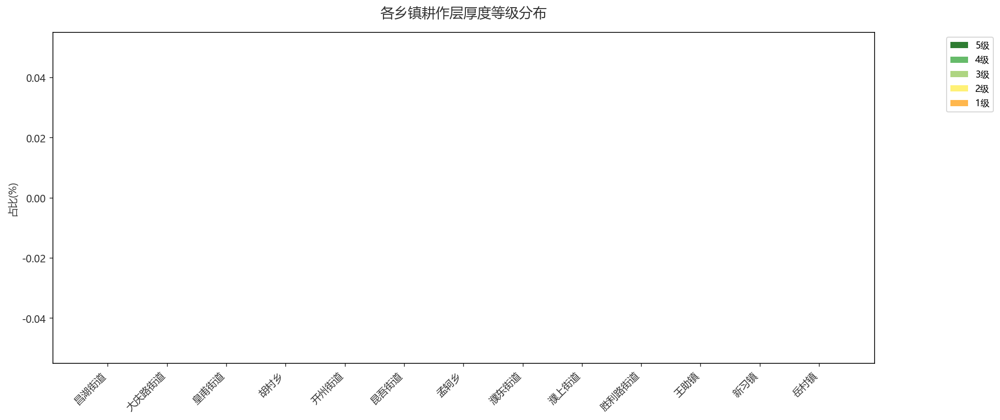 各乡镇耕作层厚度等级分布
5级
4级
3级
2级
1级
占比(%)
0.04
0.02
0.00
-0.02
-0.04
昌湖街道
大庆路街道
皇甫街道
胡村乡
开州街道
昆吾街道
孟轲乡
濮东街道
濮上街道
胜利路街道
王助镇
新习镇
岳村镇